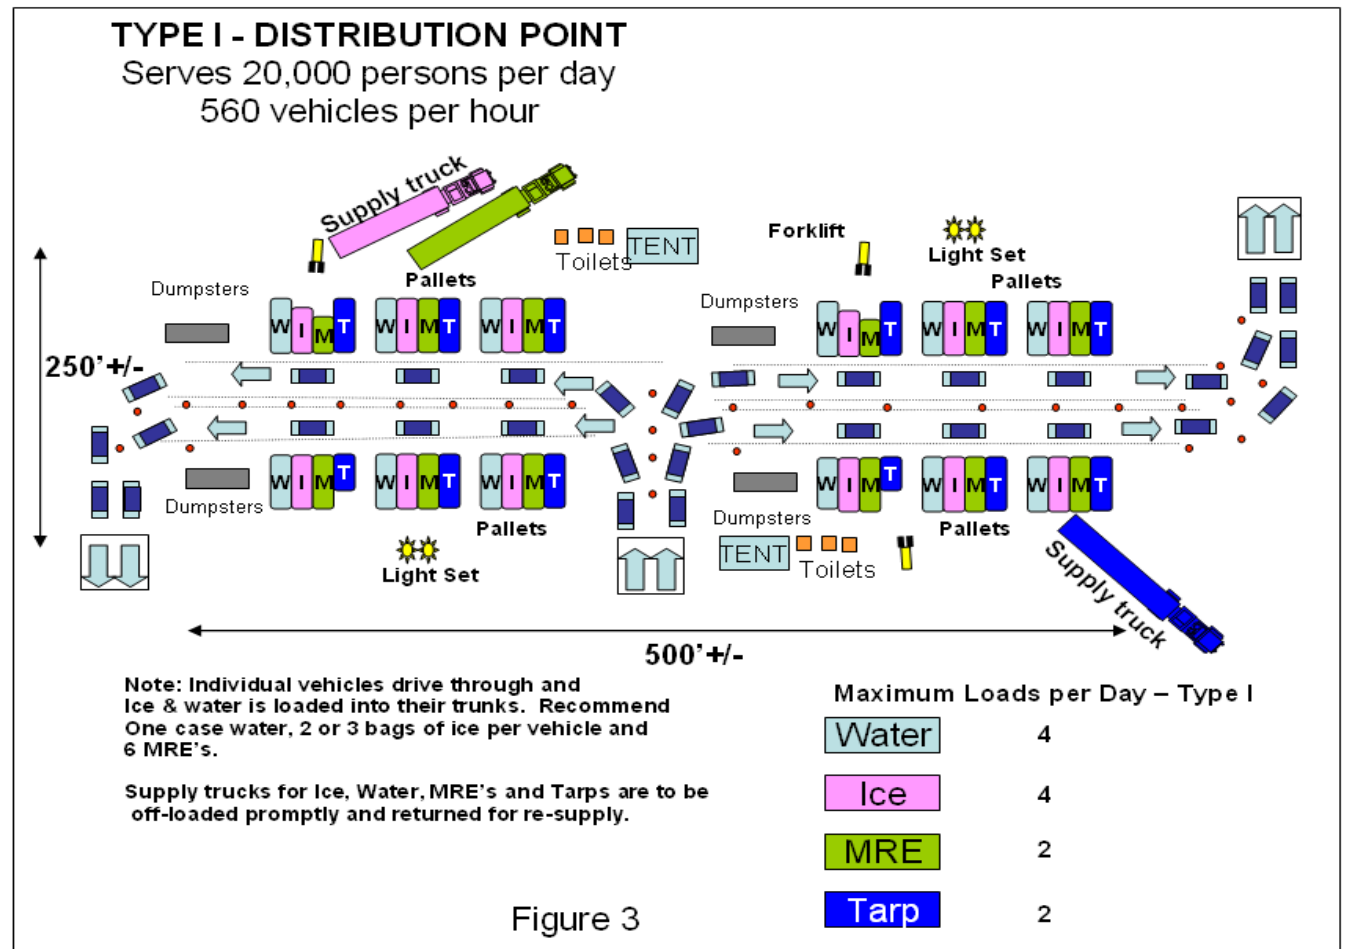 TYPE I - DISTRIBUTION POINT
Serves 20,000 persons per day
560 vehicles per hour
Supply truck
Forklift
Light Set
Toilets
TENT
Pallets
Pallets
Dumpsters
Dumpsters
W I M T
W I M T
W I M T
W I M T
W I M T
W I M T
250'+/-
W I M T
W I M T
W I M T
W I M T
W I M T
W I M T
Dumpsters
Dumpsters
Pallets
Pallets
Light Set
TENT
Toilets
Supply truck
500'+/-
Note: Individual vehicles drive through and
Ice & water is loaded into their trunks. Recommend
One case water, 2 or 3 bags of ice per vehicle and
6 MRE's.
Supply trucks for Ice, Water, MRE's and Tarps are to be
off-loaded promptly and returned for re-supply.
Maximum Loads per Day – Type I
Water 4
Ice 4
MRE 2
Tarp 2
Figure 3